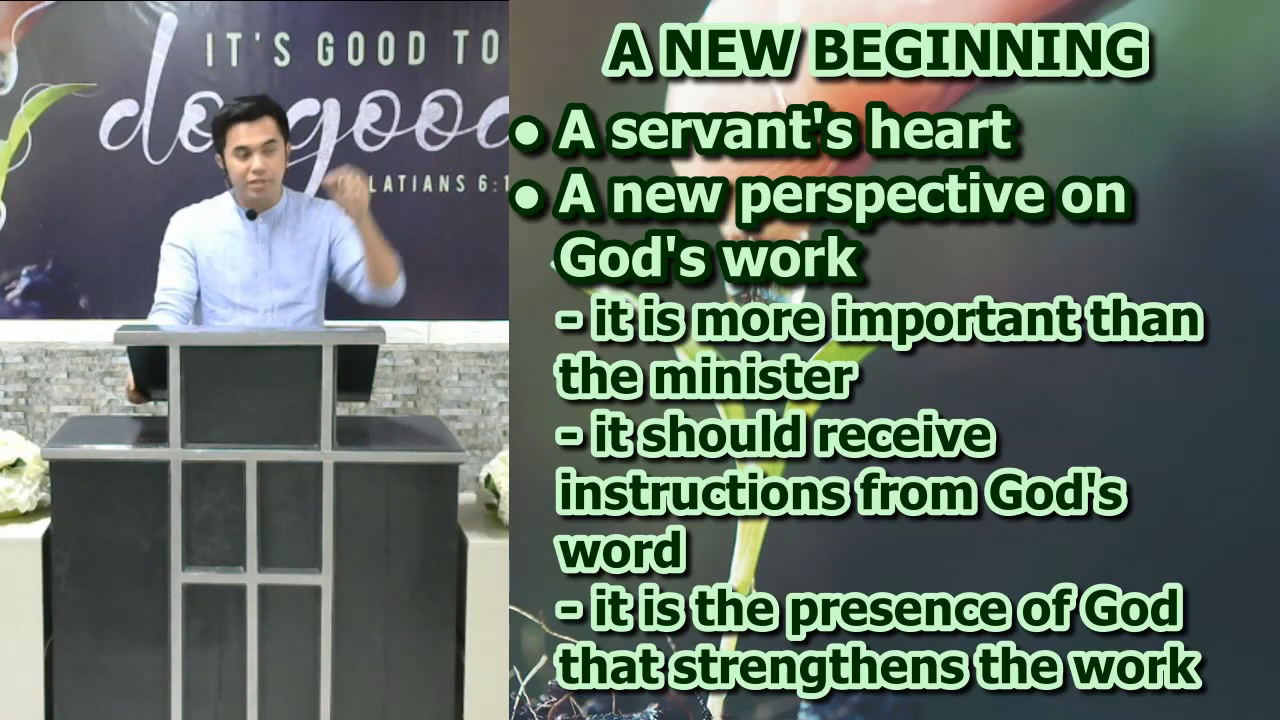 IT'S GOOD TO
do good
LATIANS 6:1
A NEW BEGINNING
• A servant's heart
• A new perspective on
God's work
- it is more important than
the minister
- it should receive
instructions from God's
word
- it is the presence of God
that strengthens the work